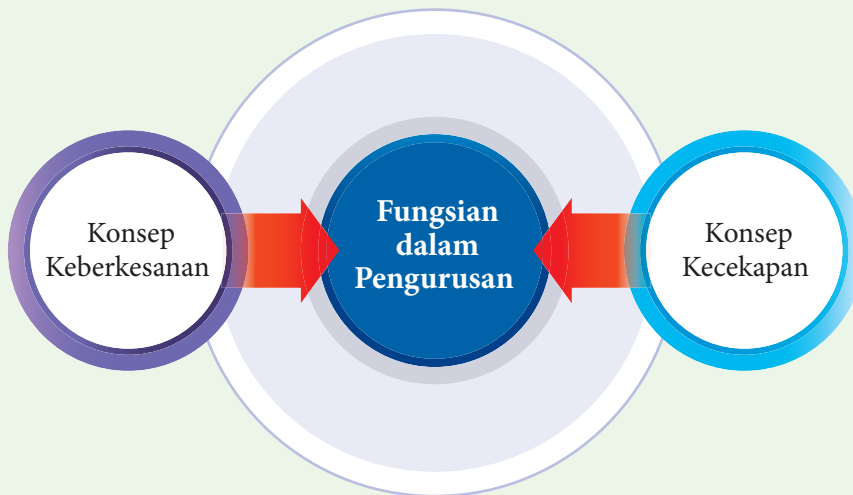 Konsep
Keberkesanan
Fungsian
dalam
Pengurusan
Konsep
Kecekapan